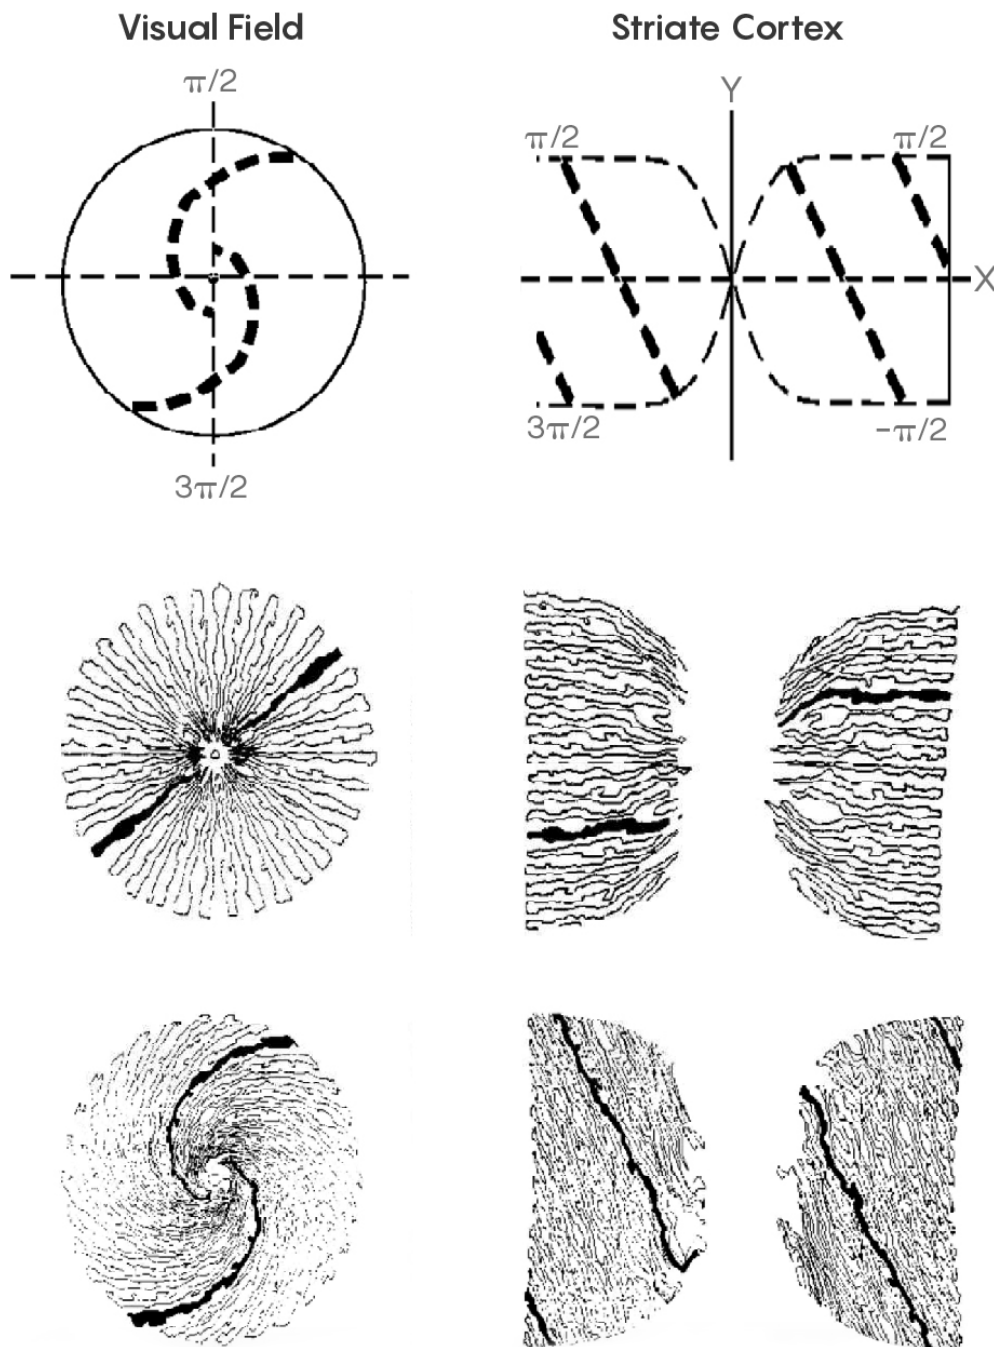 Visual Field
Striate Cortex
π/2
Y
π/2
π/2
X
3π/2
-π/2
3π/2